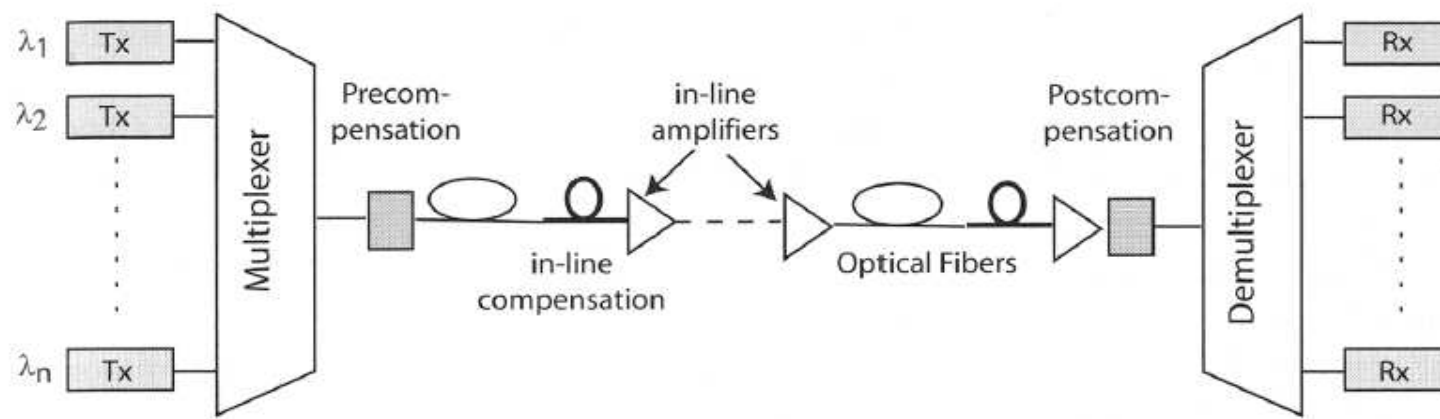 λ1
Tx
Rx
Precom-
pensation
in-line
amplifiers
Postcom-
pensation
λ2
Tx
Rx
Multiplexer
Demultiplexer
in-line
compensation
Optical Fibers
λn
Tx
Rx